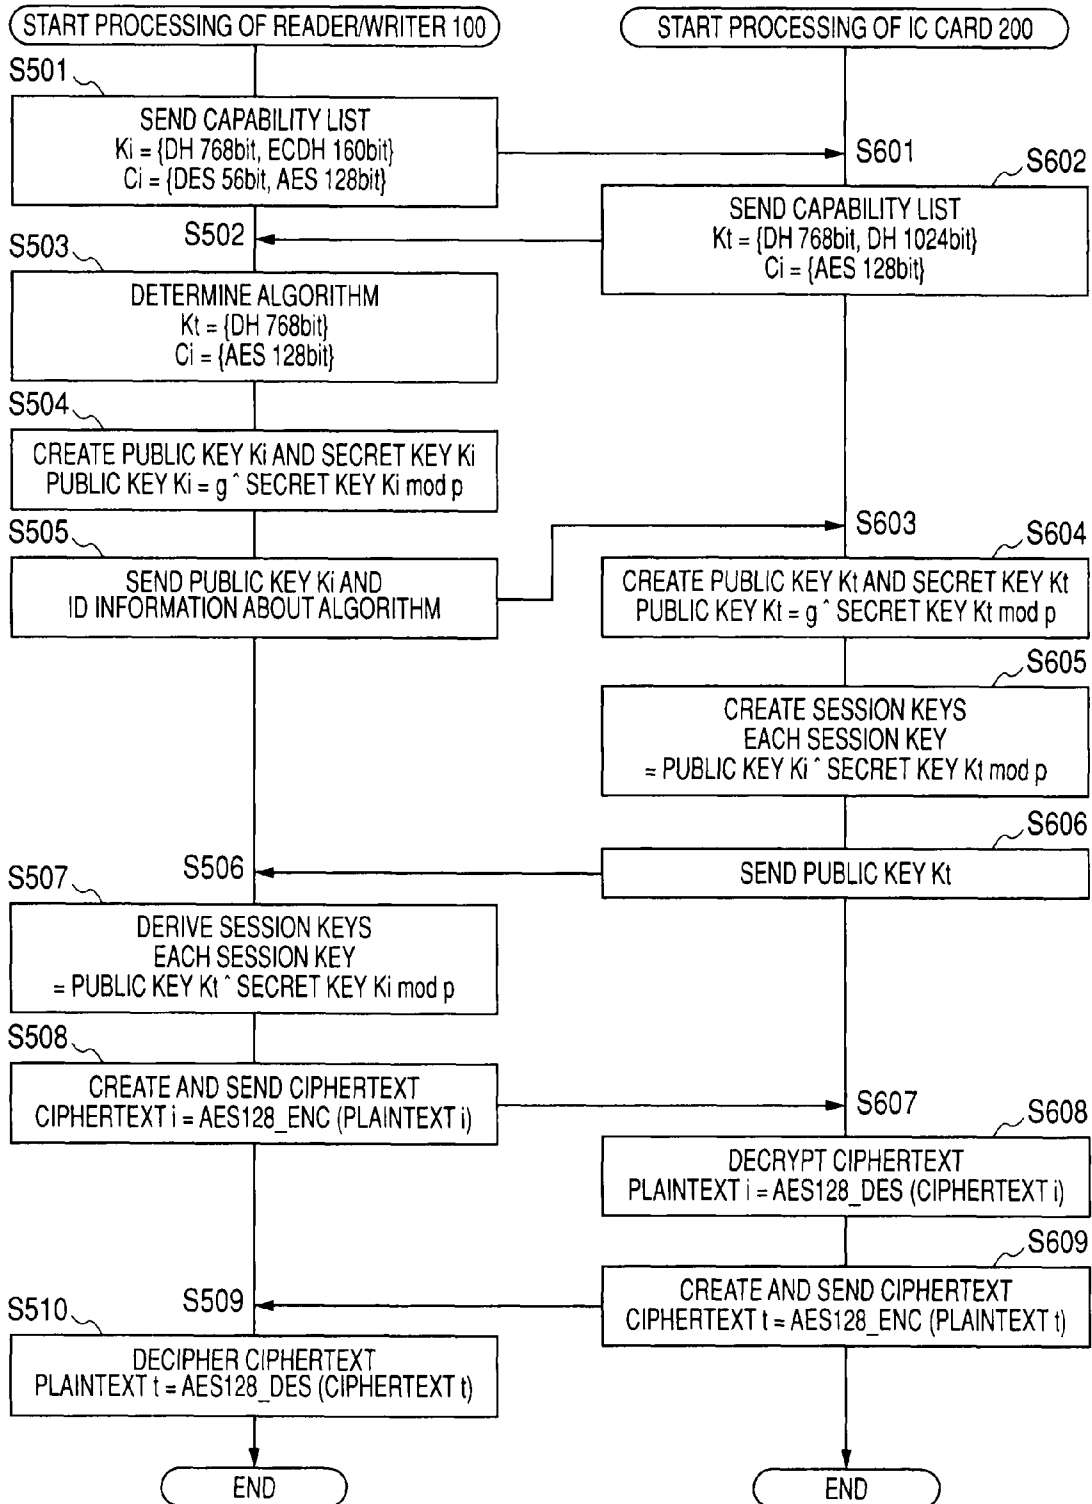 START PROCESSING OF READER/WRITER 100
START PROCESSING OF IC CARD 200
S501
SEND CAPABILITY LIST
Ki = {DH 768bit, ECDH 160bit}
Ci = {DES 56bit, AES 128bit}
S601
S602
SEND CAPABILITY LIST
Kt = {DH 768bit, DH 1024bit}
Ci = {AES 128bit}
S502
S503
DETERMINE ALGORITHM
Kt = {DH 768bit}
Ci = {AES 128bit}
S504
CREATE PUBLIC KEY Ki AND SECRET KEY Ki
PUBLIC KEY Ki = g ^ SECRET KEY Ki mod p
S505
SEND PUBLIC KEY Ki AND
ID INFORMATION ABOUT ALGORITHM
S603
S604
CREATE PUBLIC KEY Kt AND SECRET KEY Kt
PUBLIC KEY Kt = g ^ SECRET KEY Kt mod p
S605
CREATE SESSION KEYS
EACH SESSION KEY
= PUBLIC KEY Ki ^ SECRET KEY Kt mod p
S606
SEND PUBLIC KEY Kt
S506
S507
DERIVE SESSION KEYS
EACH SESSION KEY
= PUBLIC KEY Kt ^ SECRET KEY Ki mod p
S508
CREATE AND SEND CIPHERTEXT
CIPHERTEXT i = AES128_ENC (PLAINTEXT i)
S607
S608
DECRYPT CIPHERTEXT
PLAINTEXT i = AES128_DES (CIPHERTEXT i)
S609
CREATE AND SEND CIPHERTEXT
CIPHERTEXT t = AES128_ENC (PLAINTEXT t)
S509
S510
DECIPHER CIPHERTEXT
PLAINTEXT t = AES128_DES (CIPHERTEXT t)
END
END